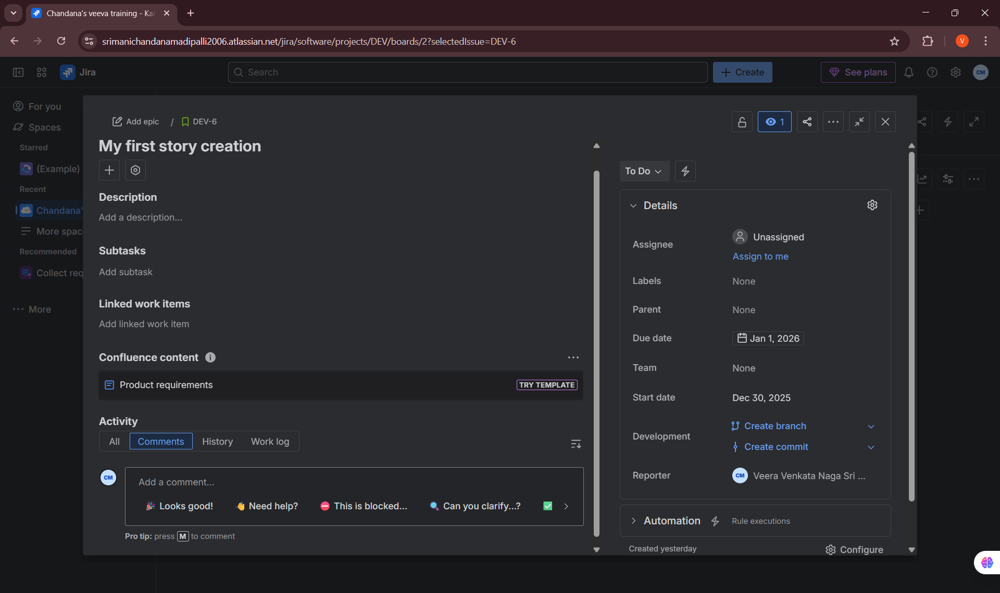 Chandana's veeva training - Kan
srimanichandanamadipalli2006.atlassian.net/jira/software/projects/DEV/boards/2?selectedIssue=DEV-6
V
Jira
Search
Create
See plans
CM
For you
Spaces
Starred
(Example)
Recent
Chandana'
More spac
Recommended
Collect req
More
Add epic / DEV-6
1
My first story creation
Description
Add a description...
Subtasks
Add subtask
Linked work items
Add linked work item
Confluence content
Product requirements TRY TEMPLATE
Activity
All Comments History Work log
CM
Add a comment...
Looks good! Need help? This is blocked... Can you clarify...?
Pro tip: press M to comment
To Do
Details
Assignee Unassigned
Assign to me
Labels None
Parent None
Due date Jan 1, 2026
Team None
Start date Dec 30, 2025
Development Create branch
Create commit
Reporter CM Veera Venkata Naga Sri ...
Automation Rule executions
Created yesterday Configure